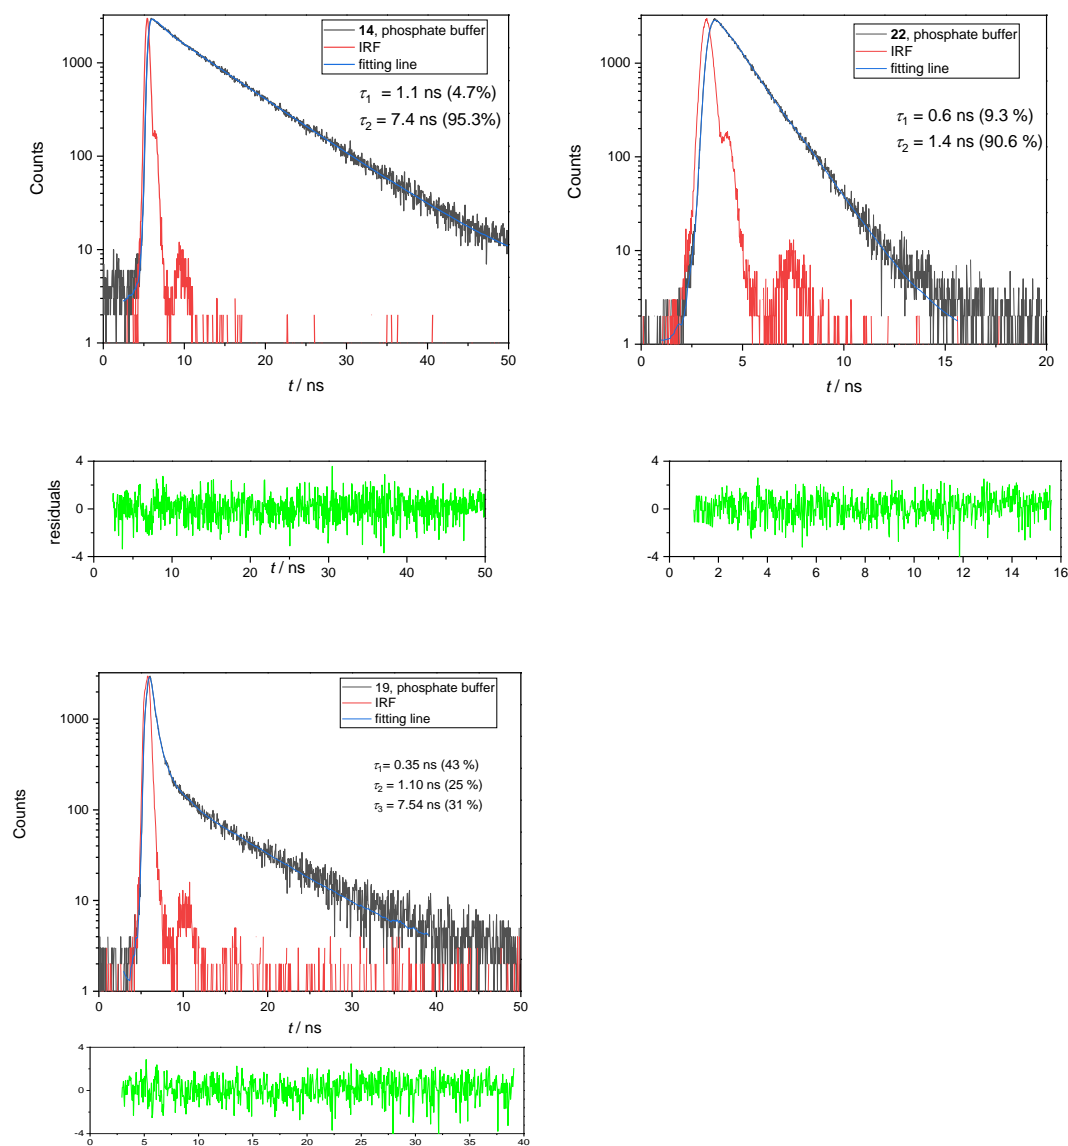 14, phosphate buffer
IRF
fitting line
τ1 = 1.1 ns (4.7%)
τ2 = 7.4 ns (95.3%)
Counts
1000
100
10
1
0 10 20 30 40 50
t / ns
22, phosphate buffer
IRF
fitting line
τ1 = 0.6 ns (9.3 %)
τ2 = 1.4 ns (90.6 %)
Counts
1000
100
10
1
0 5 10 15 20
t / ns
residuals
4
0
-4
0 10 20 30 40 50
t / ns
4
0
-4
0 2 4 6 8 10 12 14 16
19, phosphate buffer
IRF
fitting line
τ1= 0.35 ns (43 %)
τ2 = 1.10 ns (25 %)
τ3 = 7.54 ns (31 %)
Counts
1000
100
10
1
0 10 20 30 40 50
t / ns
4
0
-4
0 5 10 15 20 25 30 35 40